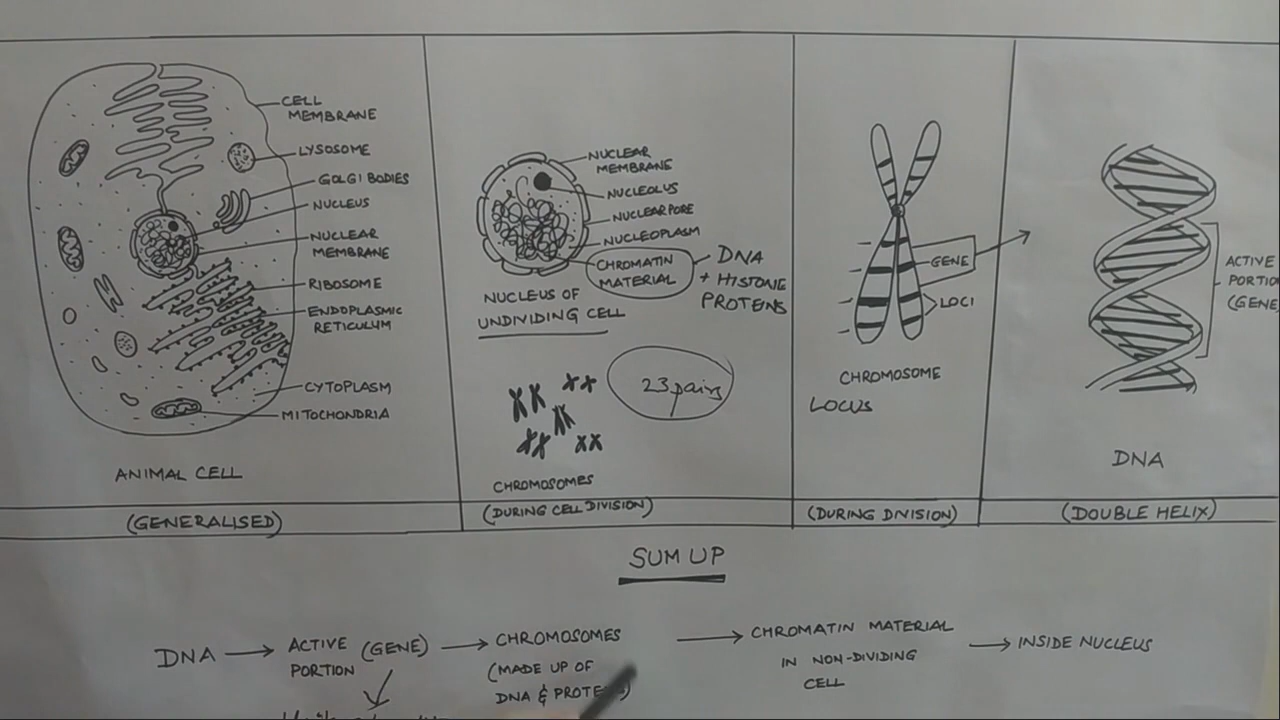 CELL
MEMBRANE
LYSOSOME
GOLGI BODIES
NUCLEUS
NUCLEAR
MEMBRANE
RIBOSOME
ENDOPLASMIC
RETICULUM
CYTOPLASM
MITOCHONDRIA
ANIMAL CELL
(GENERALISED)
NUCLEAR
MEMBRANE
NUCLEOLUS
NUCLEAR PORE
NUCLEOPLASM
CHROMATIN
MATERIAL
DNA
+ HISTONE
PROTEINS
NUCLEUS OF
UNDIVIDING CELL
23 pairs
CHROMOSOMES
(DURING CELL DIVISION)
GENE
LOCI
CHROMOSOME
LOCUS
(DURING DIVISION)
ACTIVE
PORTIO
(GENE
DNA
(DOUBLE HELIX)
SUM UP
DNA → ACTIVE (GENE) → CHROMOSOMES → CHROMATIN MATERIAL → INSIDE NUCLEUS
PORTION
(MADE UP OF
DNA & PROTE
IN NON-DIVIDING
CELL